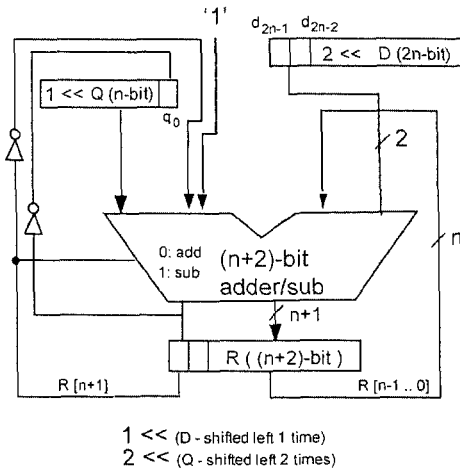 '1'
d2n-1 d2n-2
1 << Q (n-bit)
2 << D (2n-bit)
q0
2
n
0: add
1: sub
(n+2)-bit
adder/sub
n+1
R ( (n+2)-bit )
R [n+1]
R [n-1 .. 0]
1 << (D - shifted left 1 time)
2 << (Q - shifted left 2 times)